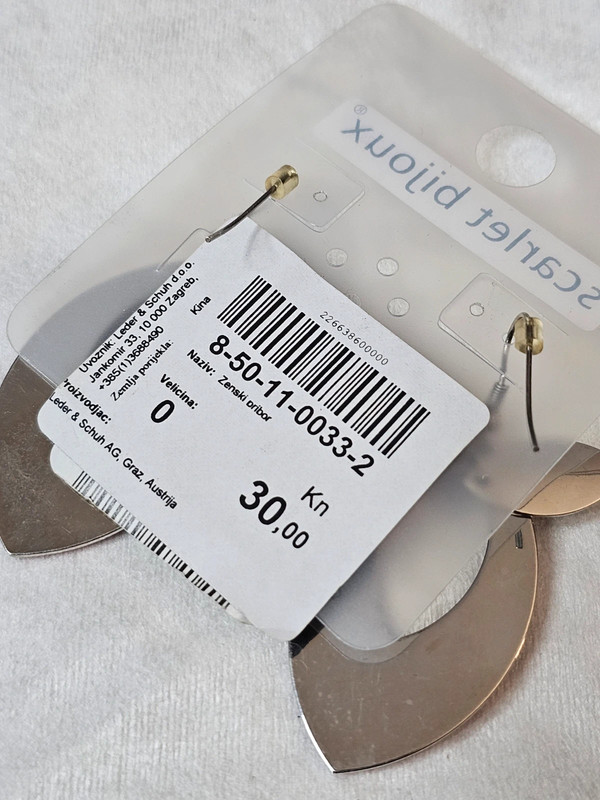 scarlet bijoux®
226638600000
8-50-11-0033-2
Naziv: Zenski pribor
Kn
30,00
Uvoznik: Leder & Schuh d.o.o.
Jankomir 33, 10 000 Zagreb,
+385(1)3688490
Zemlja porijekla:
Kina
Velicina:
0
Proizvodjac:
Leder & Schuh AG, Graz, Austrija